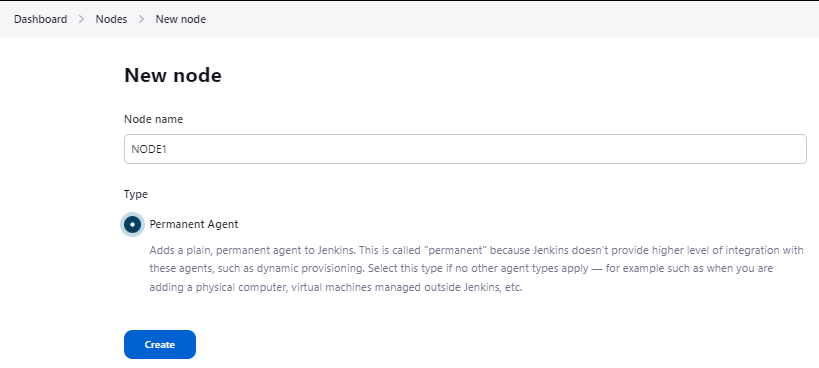 Dashboard > Nodes > New node
New node
Node name
NODE1
Type
Permanent Agent
Adds a plain, permanent agent to Jenkins. This is called "permanent" because Jenkins doesn't provide higher level of integration with
these agents, such as dynamic provisioning. Select this type if no other agent types apply — for example such as when you are
adding a physical computer, virtual machines managed outside Jenkins, etc.
Create